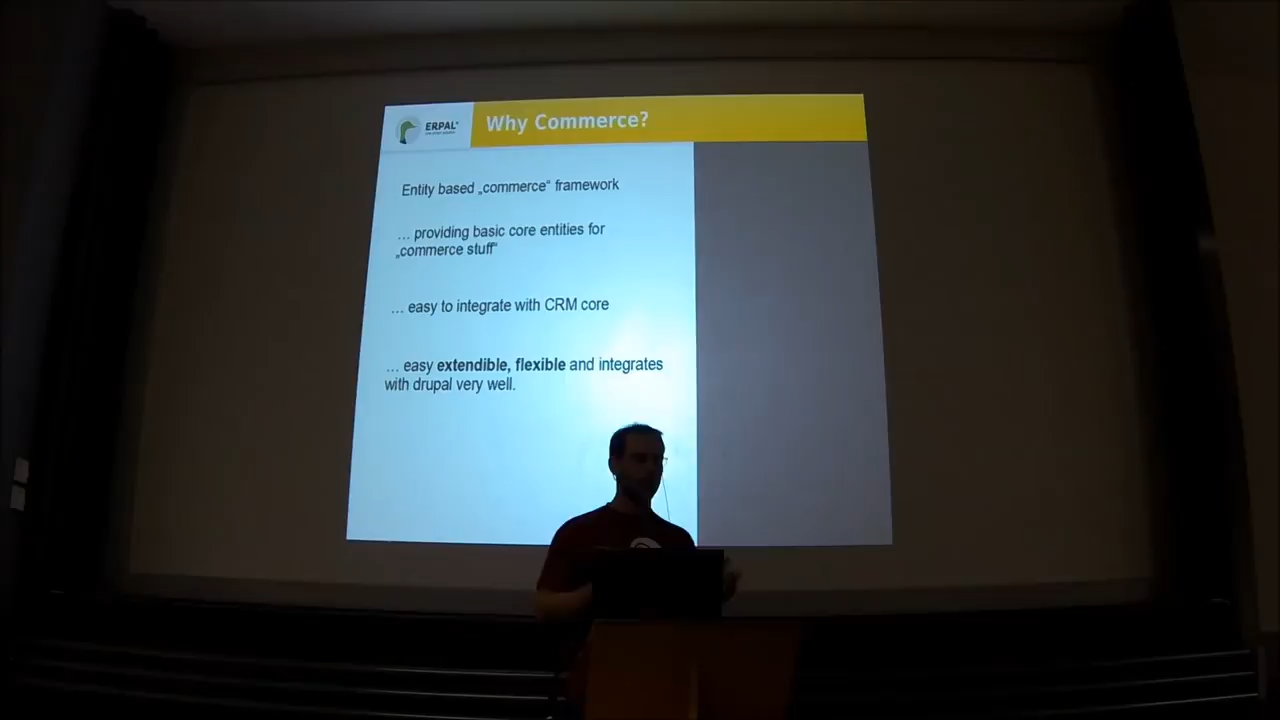 ERPAL
Why Commerce?
Entity based „commerce“ framework
… providing basic core entities for
„commerce stuff“
… easy to integrate with CRM core
… easy extendible, flexible and integrates
with drupal very well.